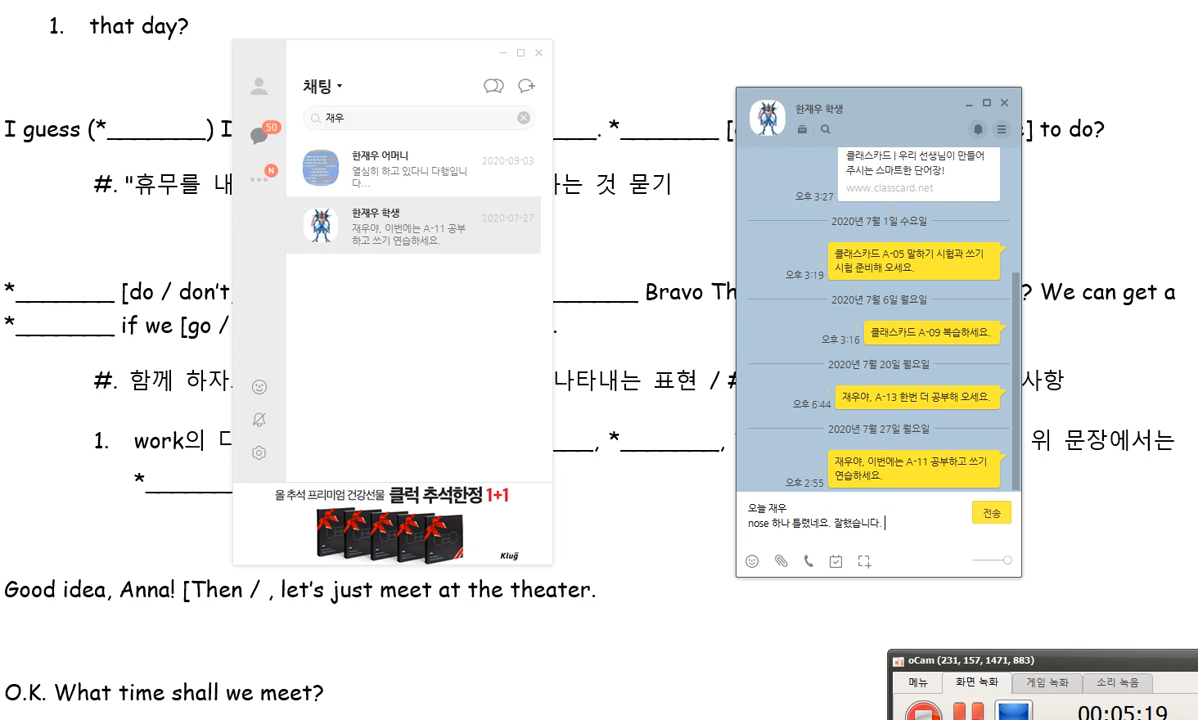 1. that day?
I guess (*________) I
________. *________ [
] to do?
#. "휴무를 내
는 것 묻기
*________ [do / don't
________ Bravo Th
? We can get a
*________ if we [go /
.
#. 함께 하자
나타내는 표현 / #
사항
1. work의 다
____, *________,
위 문장에서는
*________
Good idea, Anna! [Then / , let's just meet at the theater.
O.K. What time shall we meet?
채팅
50
N
재우
한재우 어머니
2020-09-03
열심히 하고 있다니 다행입니
다...
한재우 학생
2020-07-27
재우야, 이번에는 A-11 공부
하고 쓰기 연습하세요.
올 추석 프리미엄 건강선물 클럭 추석한정 1+1
Klug
한재우 학생
클래스카드 | 우리 선생님이 만들어
주시는 스마트한 단어장!
www.classcard.net
오후 3:27
2020년 7월 1일 수요일
클래스카드 A-05 말하기 시험과 쓰기
시험 준비해 오세요.
오후 3:19
2020년 7월 6일 월요일
클래스카드 A-09 복습하세요.
오후 3:16
2020년 7월 20일 월요일
재우야, A-13 한번 더 공부해 오세요.
오후 6:44
2020년 7월 27일 월요일
재우야, 이번에는 A-11 공부하고 쓰기
연습하세요.
오후 2:55
오늘 재우
nose 하나 틀렸네요. 잘했습니다.
전송
oCam (231, 157, 1471, 883)
메뉴 화면 녹화 게임 녹화 소리 녹음
00:05:19